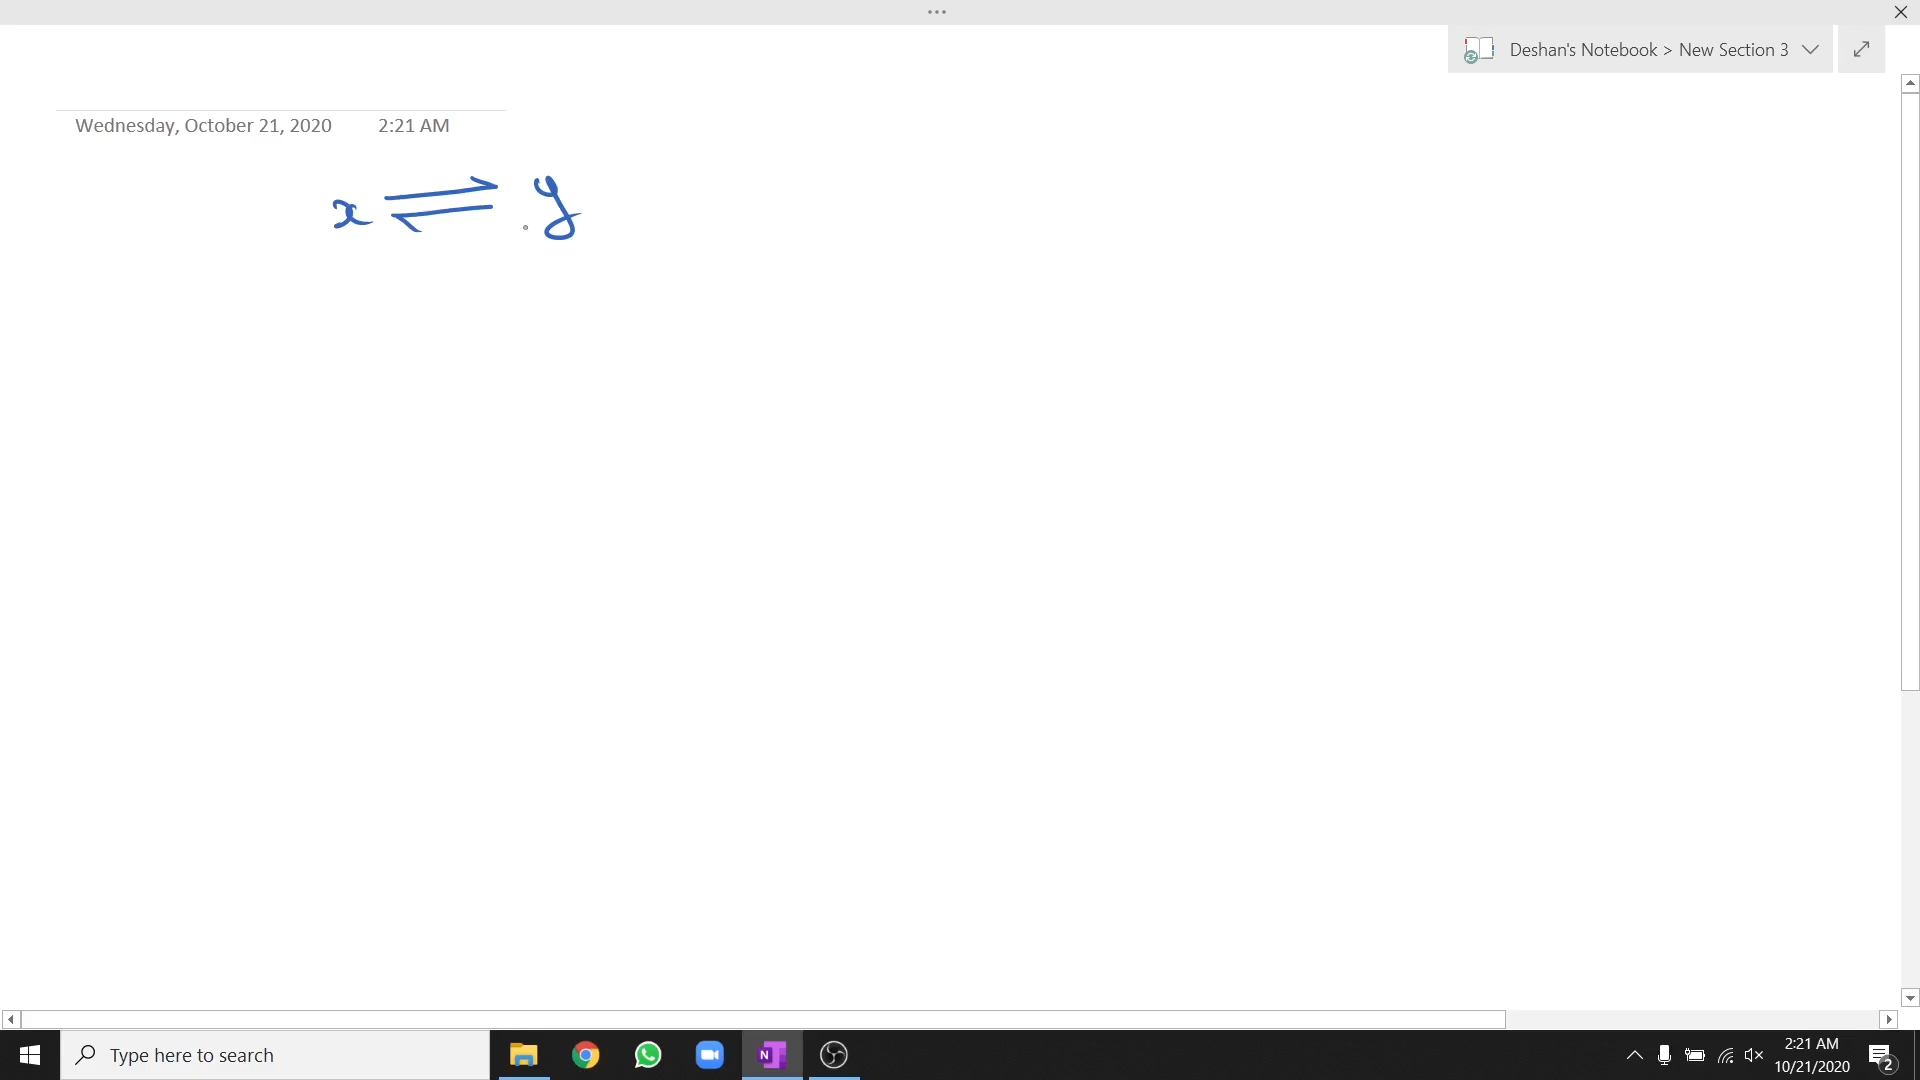 Deshan's Notebook > New Section 3
Wednesday, October 21, 2020 2:21 AM
x ⇌ y
Type here to search
N
2:21 AM
10/21/2020
2